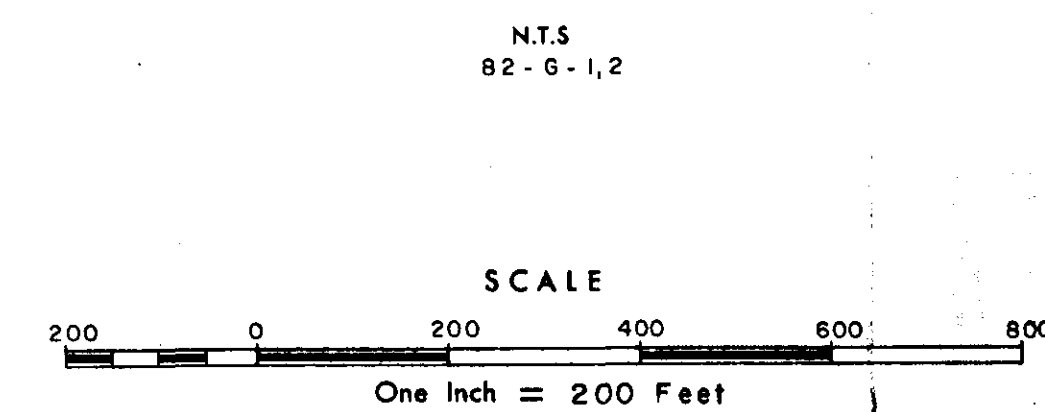 N.T.S
82 - G - 1, 2
SCALE
200 0 200 400 600 800
One Inch = 200 Feet